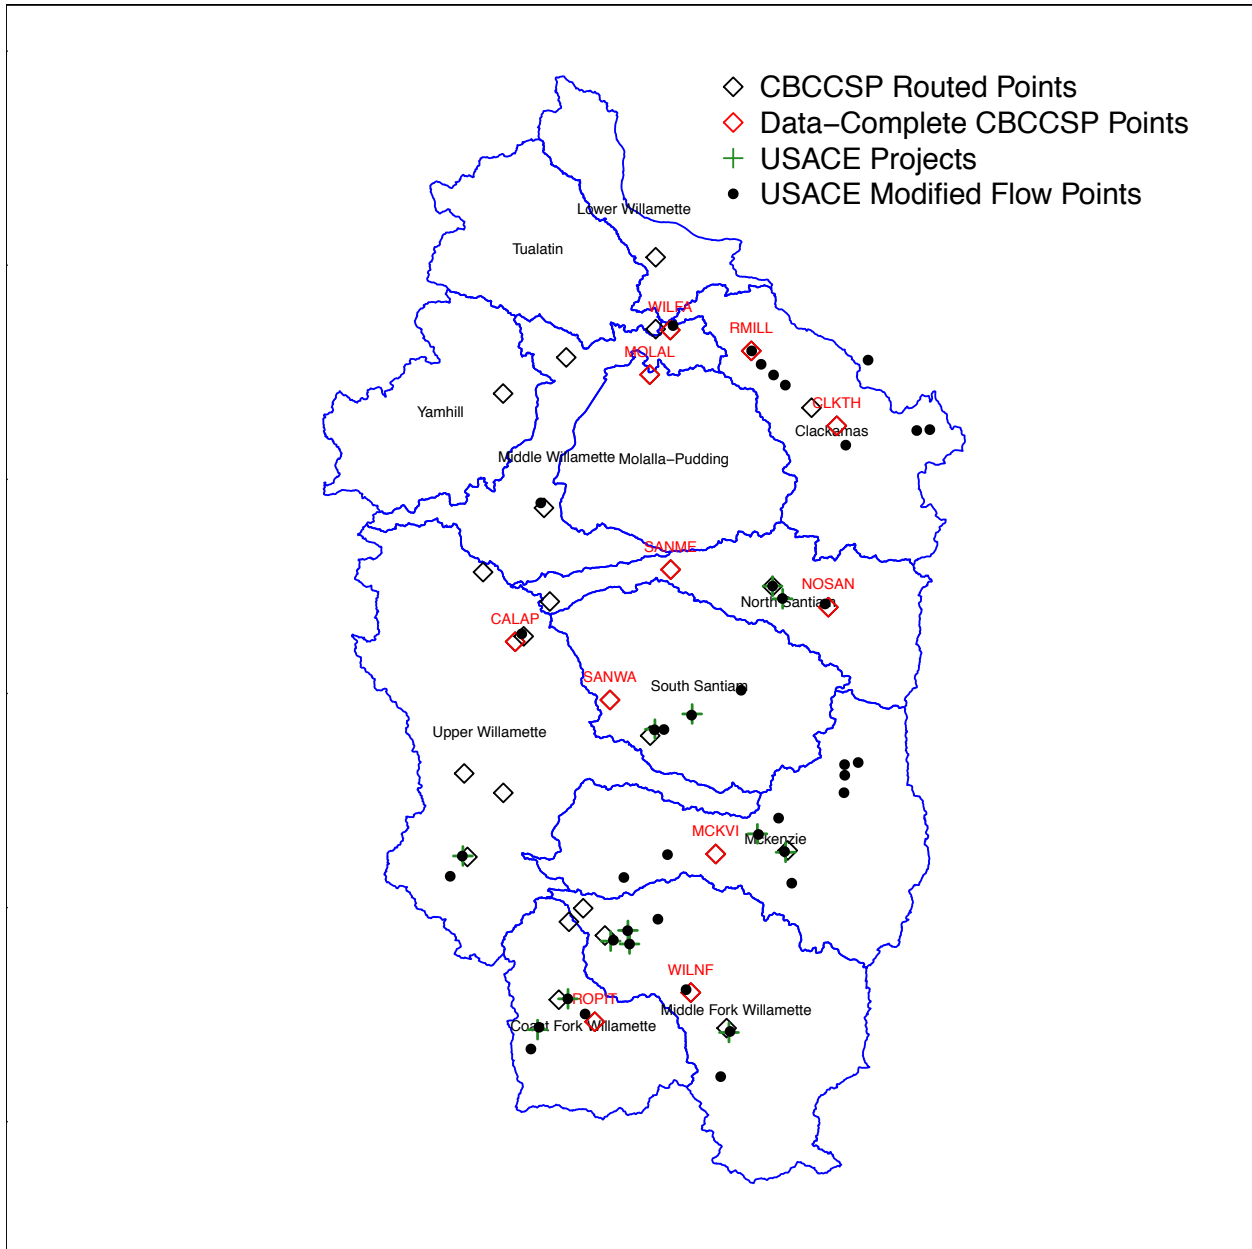 CBCCSP Routed Points
Data−Complete CBCCSP Points
USACE Projects
USACE Modified Flow Points
Lower Willamette
Tualatin
WILFA
RMILL
MOLAL
CLKTH
Yamhill
Clackamas
Middle Willamette
Molalla−Pudding
SANME
NOSAN
North Santiam
CALAP
SANWA
South Santiam
Upper Willamette
MCKVI
Mckenzie
WILNF
ROPIT
Middle Fork Willamette
Coast Fork Willamette